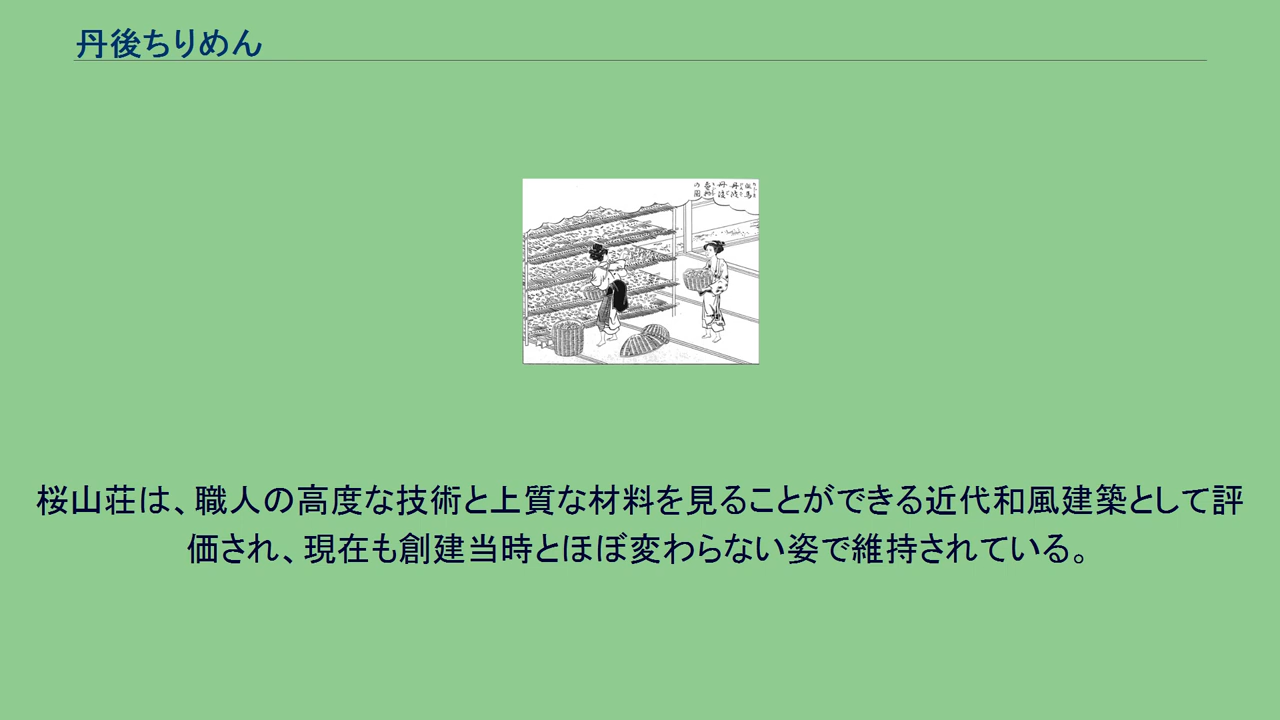 丹後ちりめん
桜山荘は、職人の高度な技術と上質な材料を見ることができる近代和風建築として評
価され、現在も創建当時とほぼ変わらない姿で維持されている。